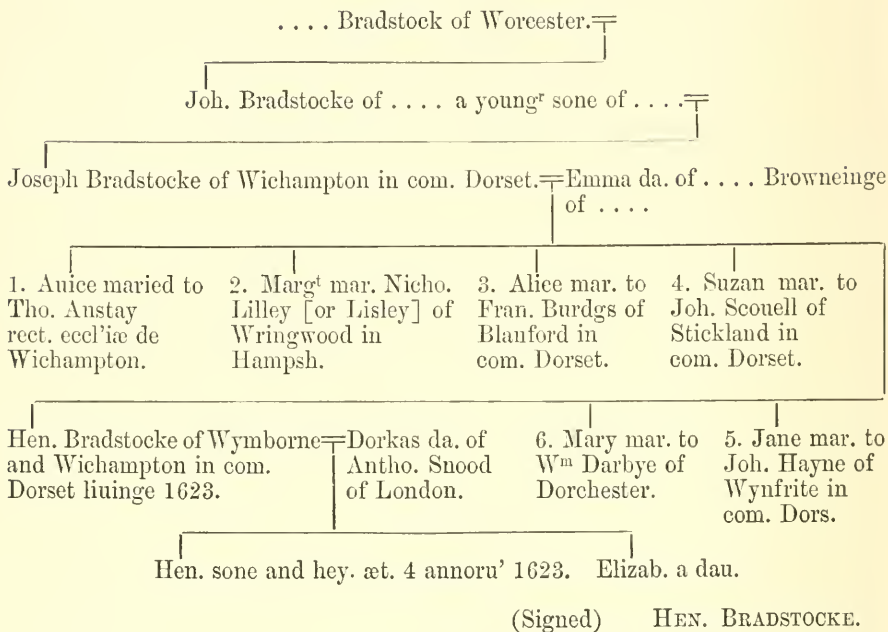 . . . . Bradstock of Worcester.
Joh. Bradstocke of . . . . a youngʳ sone of . . . .
Joseph Bradstocke of Wichampton in com. Dorset. Emma da. of . . . . Browneinge
of . . . .
1. Auice maried to
Tho. Anstay
rect. eccl'iæ de
Wichampton.
2. Margᵗ mar. Nicho.
Lilley [or Lisley] of
Wringwood in
Hampsh.
3. Alice mar. to
Fran. Burdgs of
Blanford in
com. Dorset.
4. Suzan mar. to
Joh. Scouell of
Stickland in
com. Dorset.
Hen. Bradstocke of Wymborne
and Wichampton in com.
Dorset liuinge 1623.
Dorkas da. of
Antho. Snood
of London.
6. Mary mar. to
Wᵐ Darbye of
Dorchester.
5. Jane mar. to
Joh. Hayne of
Wynfrite in
com. Dors.
Hen. sone and hey. æt. 4 annoru' 1623. Elizab. a dau.
(Signed) HEN. BRADSTOCKE.